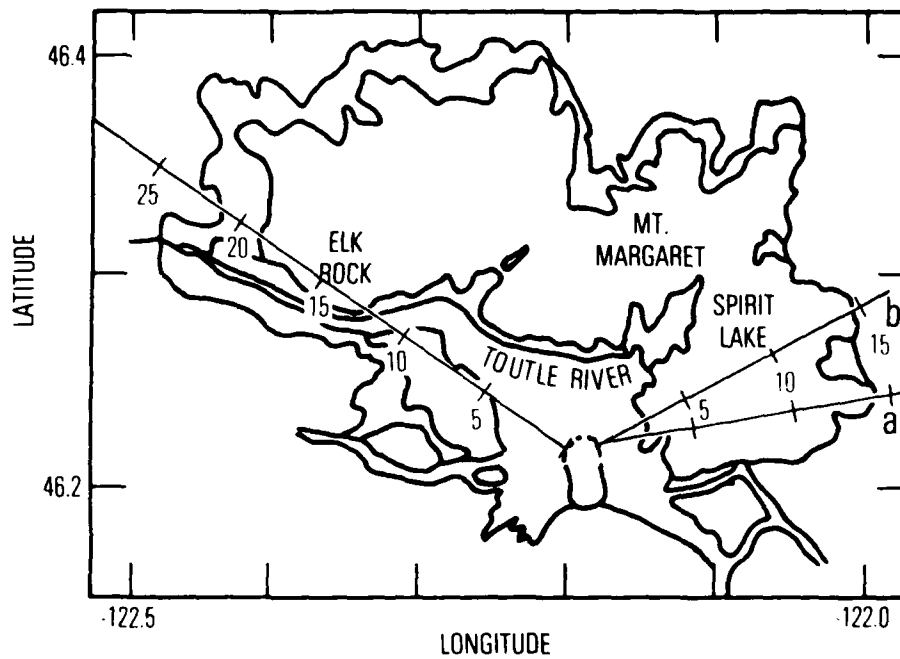 46.4
25
20
ELK
ROCK
MT.
MARGARET
LATITUDE
15
SPIRIT
LAKE
b
15
10
TOUTLE RIVER
10
5
5
a
46.2
-122.5
-122.0
LONGITUDE